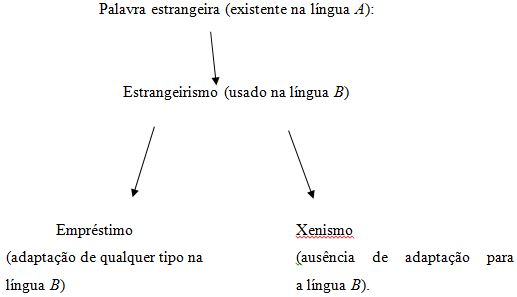 Palavra estrangeira (existente na língua A):
Estrangeirismo (usado na língua B)
Empréstimo
(adaptação de qualquer tipo na
língua B)
Xenismo
(ausência de adaptação para
a língua B).